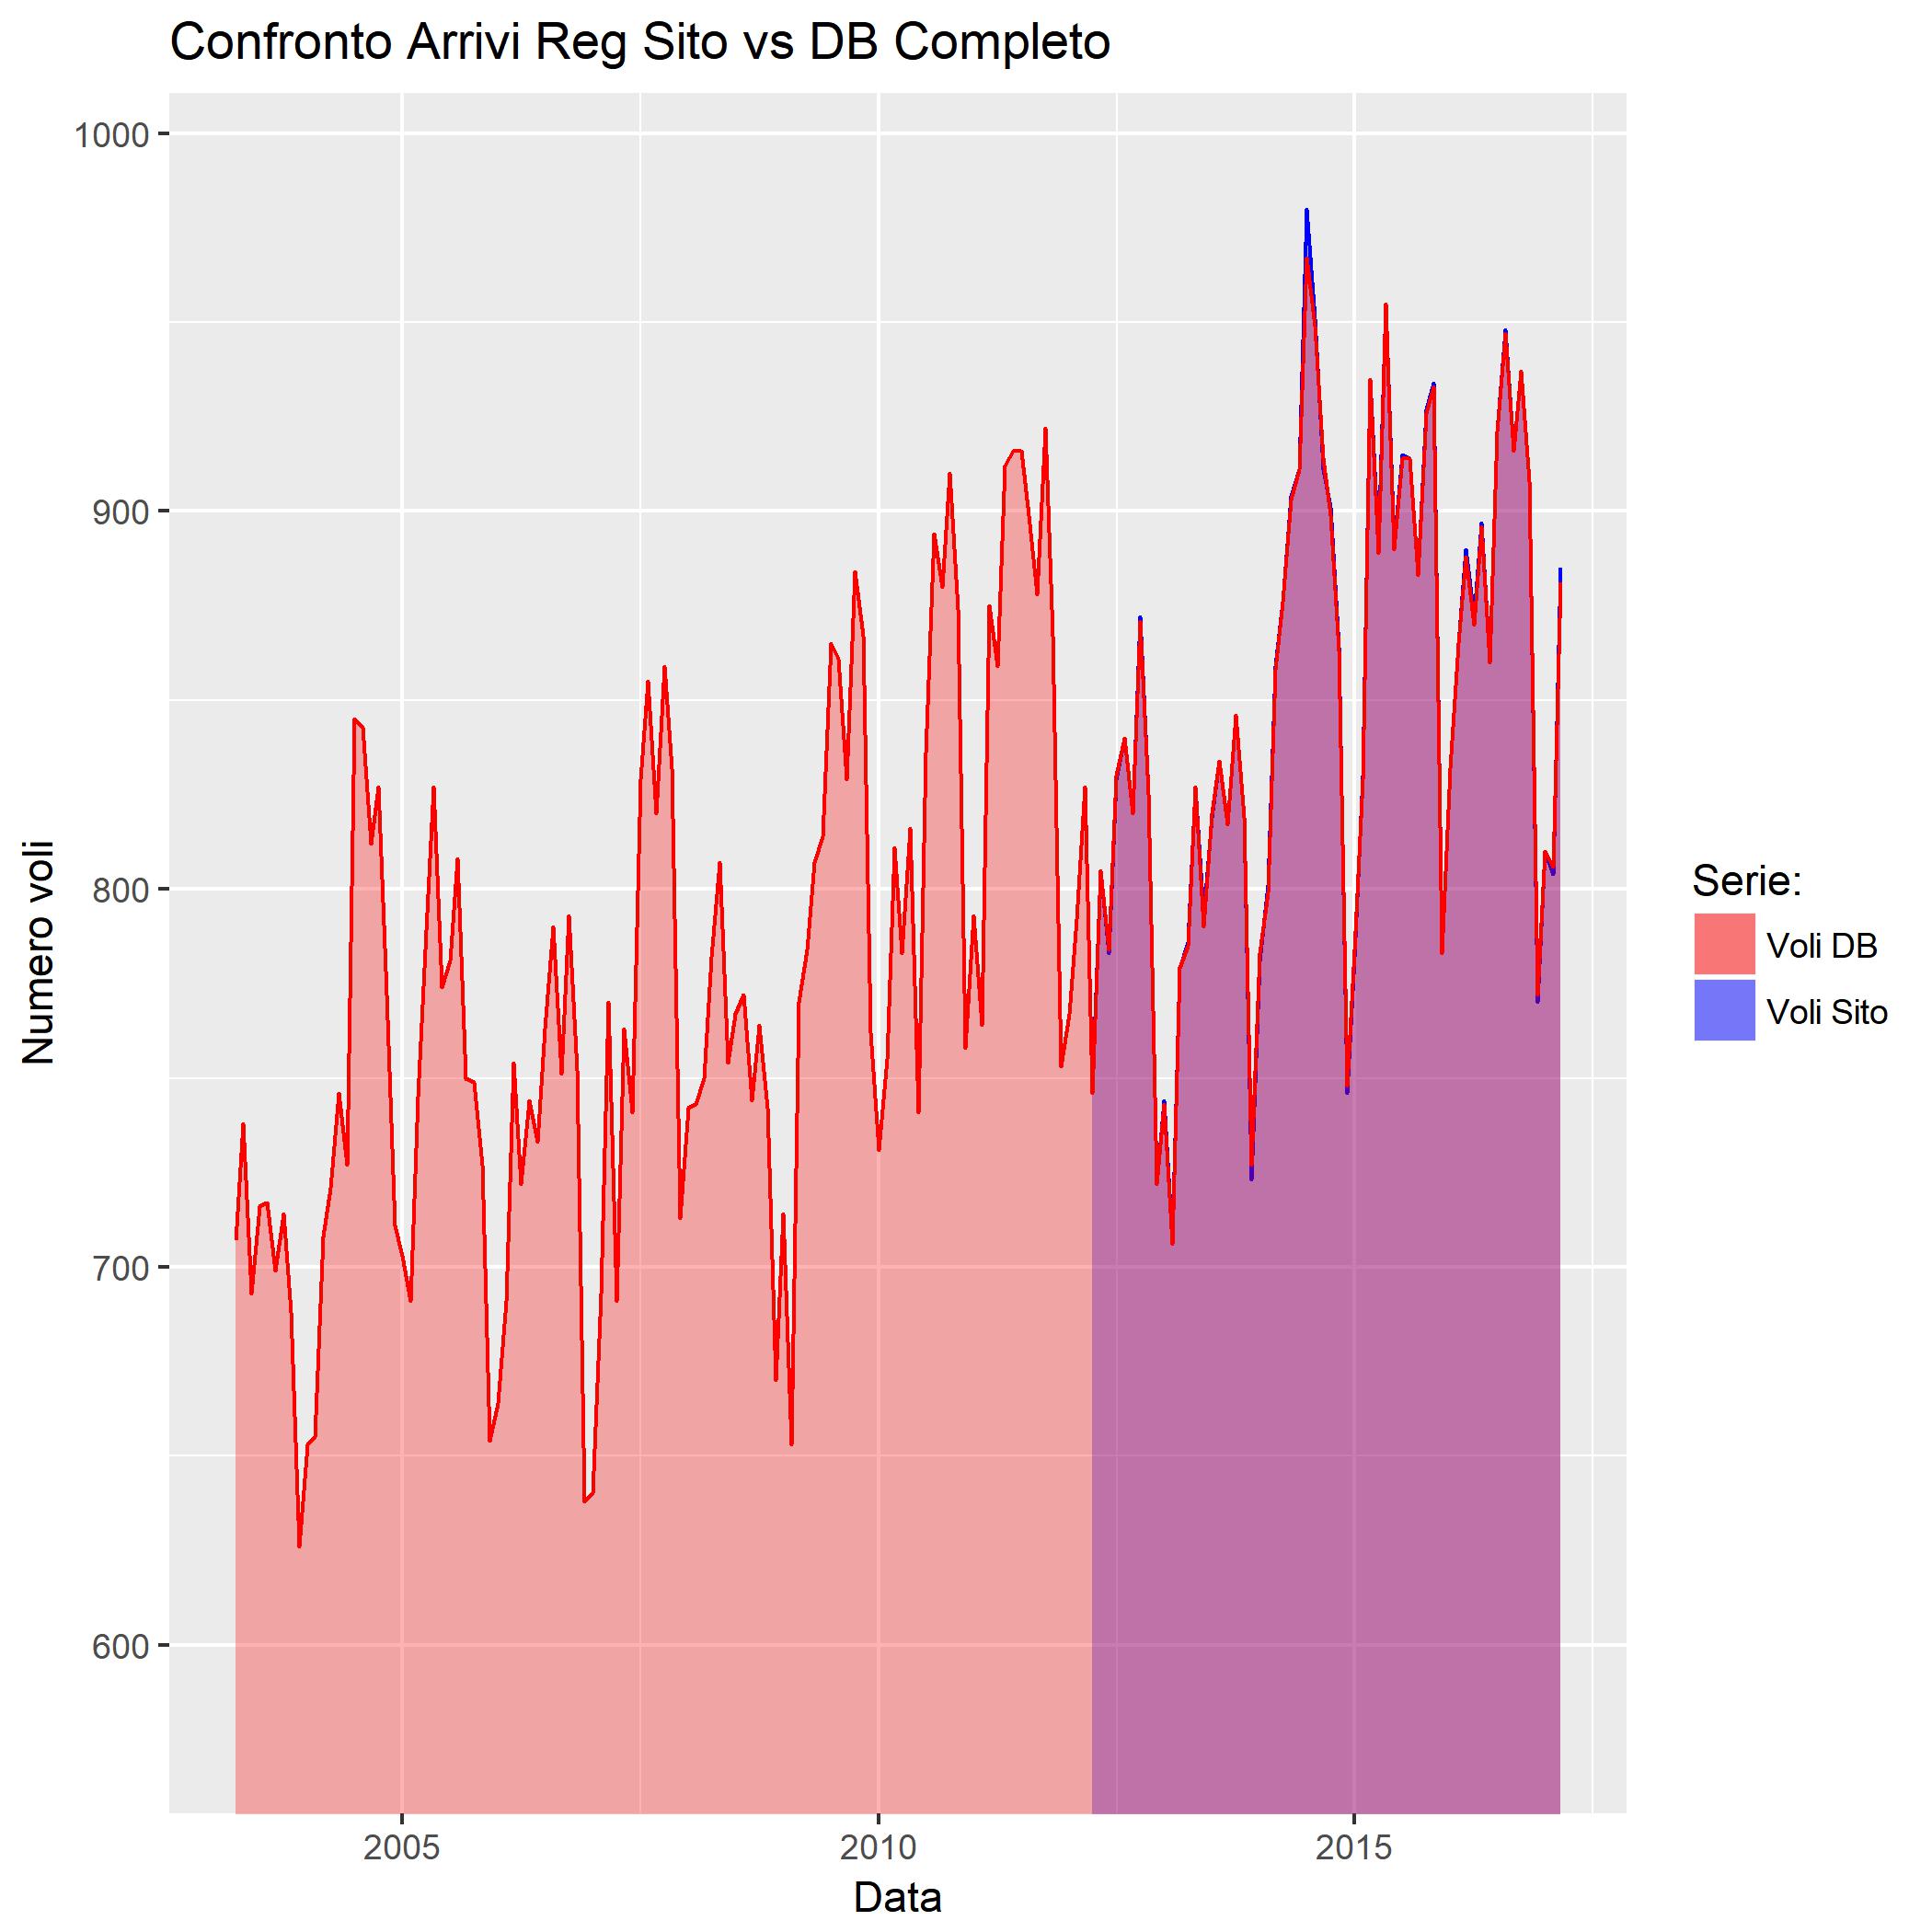 Confronto Arrivi Reg Sito vs DB Completo
1000
900
800
700
600
Numero voli
2005
2010
2015
Data
Serie:
Voli DB
Voli Sito